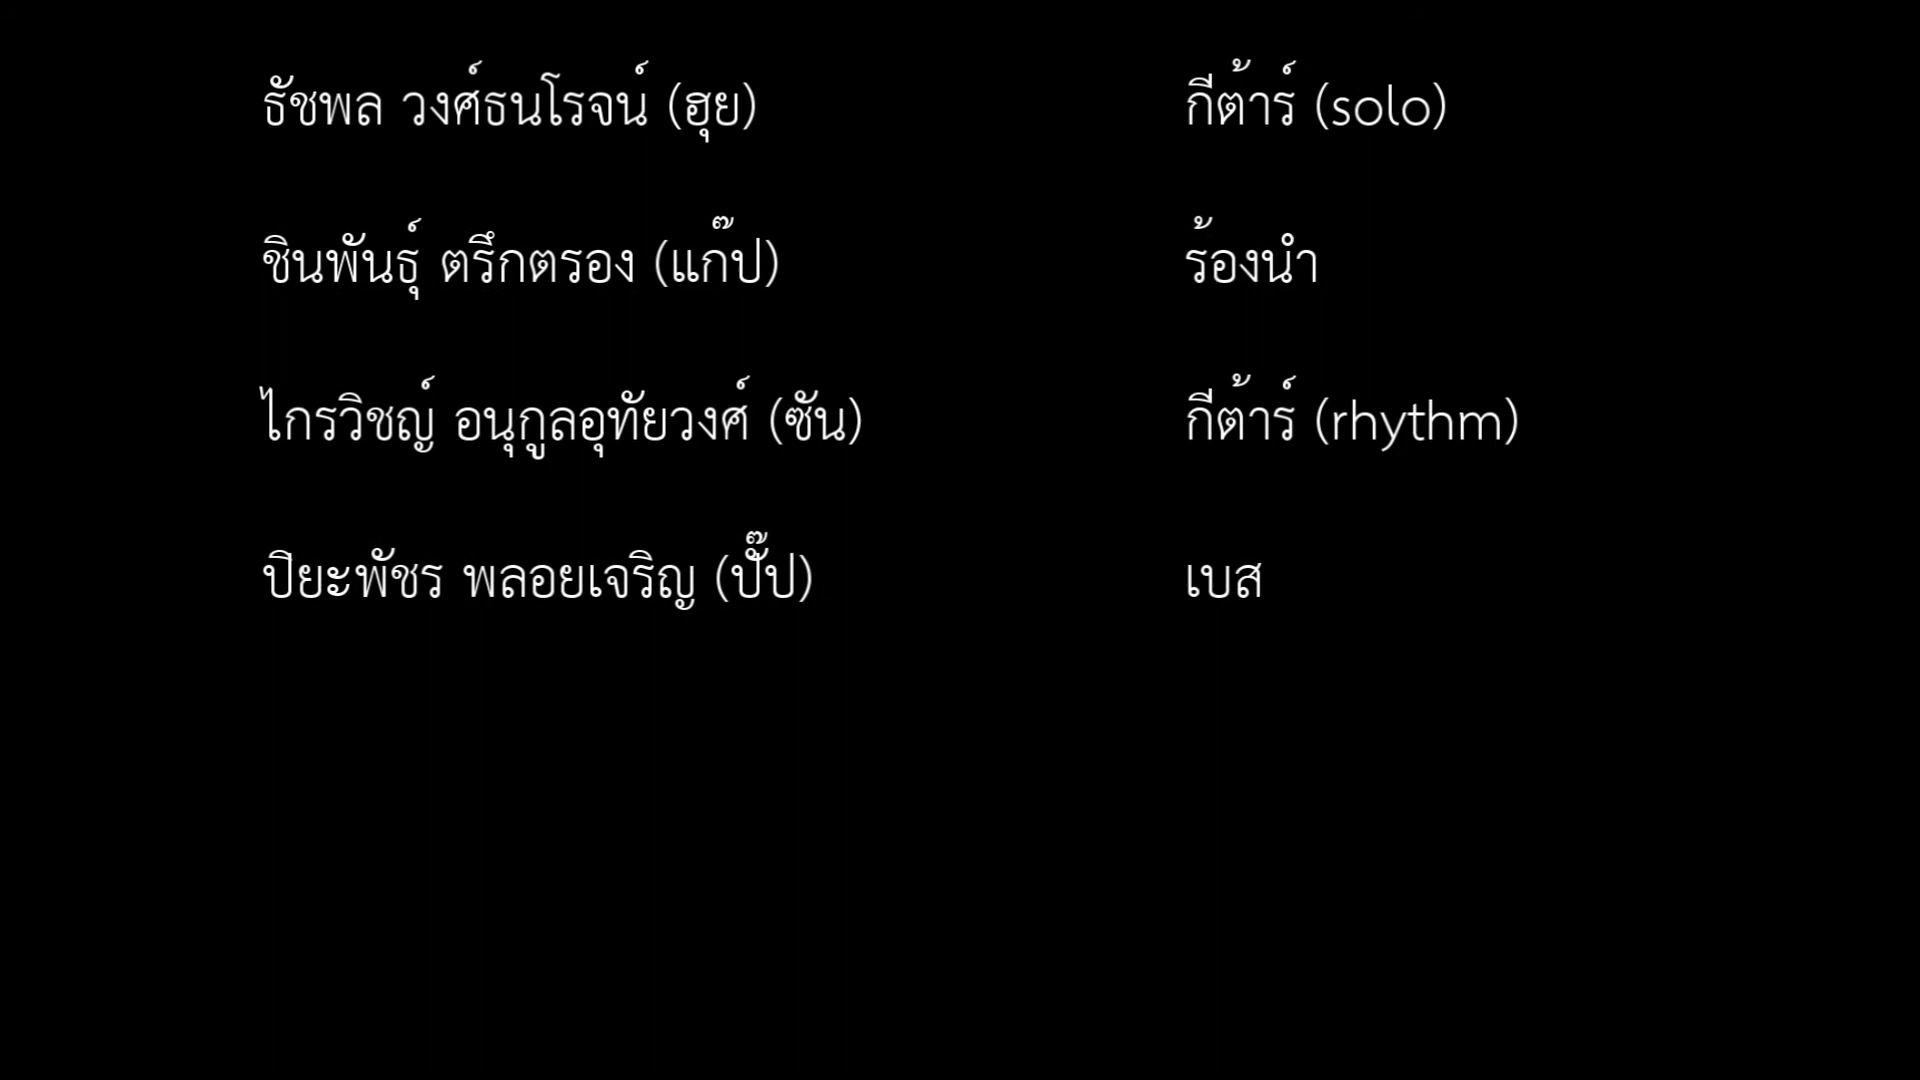 ธัชพล วงศ์ธนโรจน์ (ฮุย) กีต้าร์ (solo)
ชินพันธุ์ ตรึกตรอง (แก๊ป) ร้องนำ
ไกรวิชญ์ อนุกูลอุทัยวงศ์ (ซัน) กีต้าร์ (rhythm)
ปิยะพัชร พลอยเจริญ (ปั๊ป) เบส